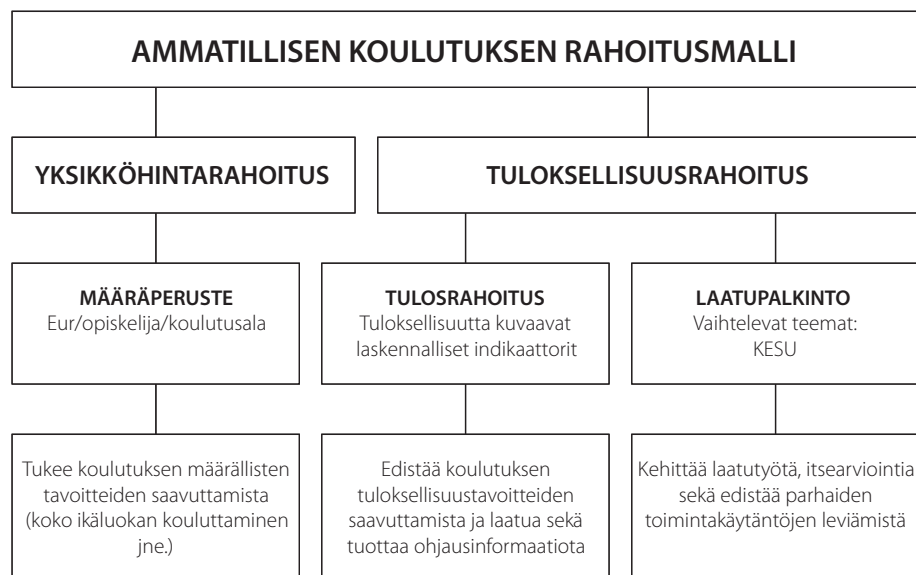 AMMATILLISEN KOULUTUKSEN RAHOITUSMALLI
YKSIKKÖHINTARAHOITUS
TULOKSELLISUUSRAHOITUS
MÄÄRÄPERUSTE
Eur/opiskelija/koulutusala
TULOSRAHOITUS
Tuloksellisuutta kuvaavat
laskennalliset indikaattorit
LAATUPALKINTO
Vaihtelevat teemat:
KESU
Tukee koulutuksen määrällisten
tavoitteiden saavuttamista
(koko ikäluokan kouluttaminen
jne.)
Edistää koulutuksen
tuloksellisuustavoitteiden
saavuttamista ja laatua sekä
tuottaa ohjausinformaatiota
Kehittää laatutyötä, itsearviointia
sekä edistää parhaiden
toimintakäytäntöjen leviämistä